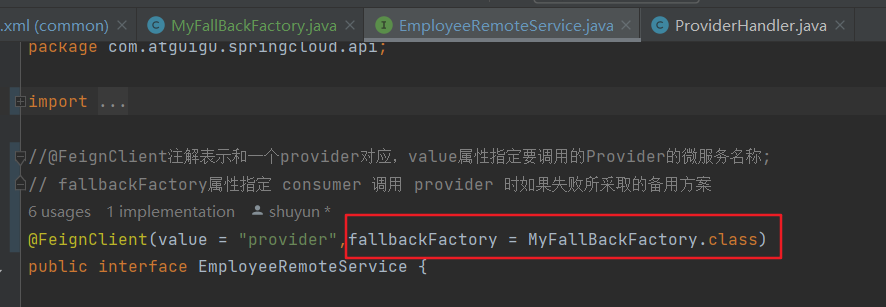 .xml (common) × MyFallBackFactory.java × EmployeeRemoteService.java × ProviderHandler.java ×
package com.atguigu.springcloud.api;
import ...
//@FeignClient注解表示和一个provider对应，value属性指定要调用的Provider的微服务名称;
// fallbackFactory属性指定 consumer 调用 provider 时如果失败所采取的备用方案
6 usages 1 implementation shuyun *
@FeignClient(value = "provider",fallbackFactory = MyFallBackFactory.class)
public interface EmployeeRemoteService {